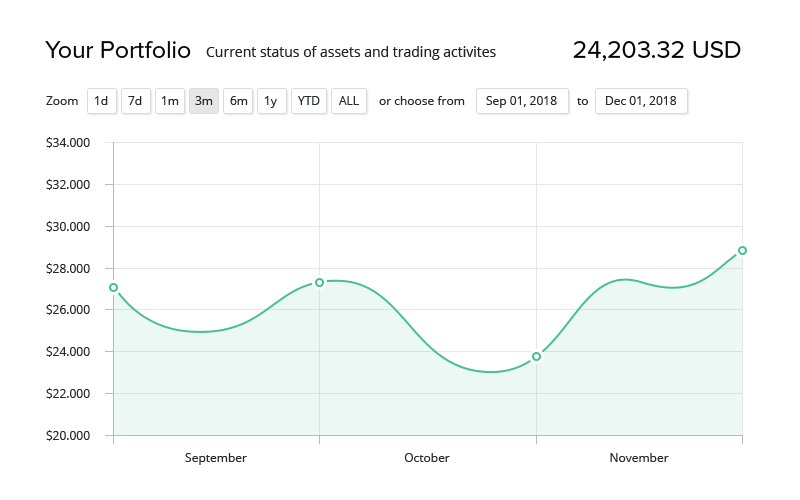 Your Portfolio Current status of assets and trading activites 24,203.32 USD
Zoom 1d 7d 1m 3m 6m 1y YTD ALL or choose from Sep 01, 2018 to Dec 01, 2018
$34.000
$32.000
$30.000
$28.000
$26.000
$24.000
$22.000
$20.000
September October November